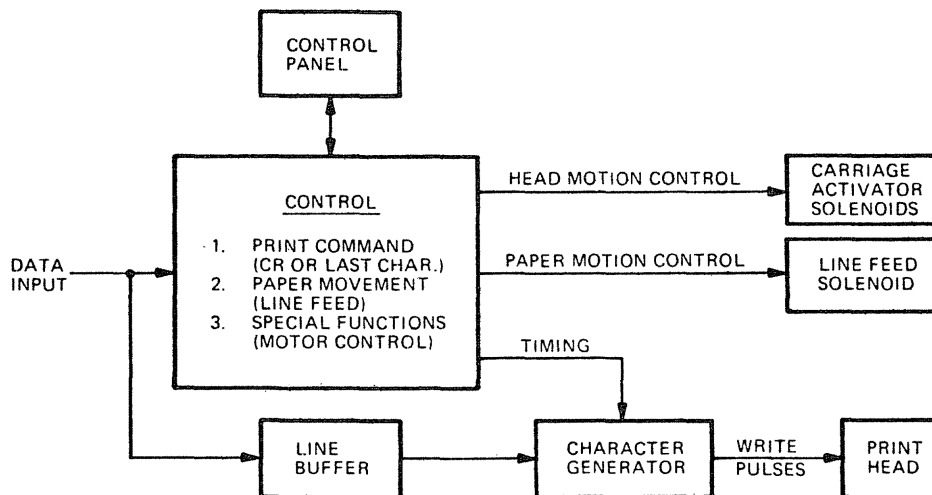 CONTROL
PANEL
HEAD MOTION CONTROL
CARRIAGE
ACTIVATOR
SOLENOIDS
CONTROL
1. PRINT COMMAND
(CR OR LAST CHAR.)
2. PAPER MOVEMENT
(LINE FEED)
3. SPECIAL FUNCTIONS
(MOTOR CONTROL)
DATA
INPUT
PAPER MOTION CONTROL
LINE FEED
SOLENOID
TIMING
LINE
BUFFER
CHARACTER
GENERATOR
WRITE
PULSES
PRINT
HEAD